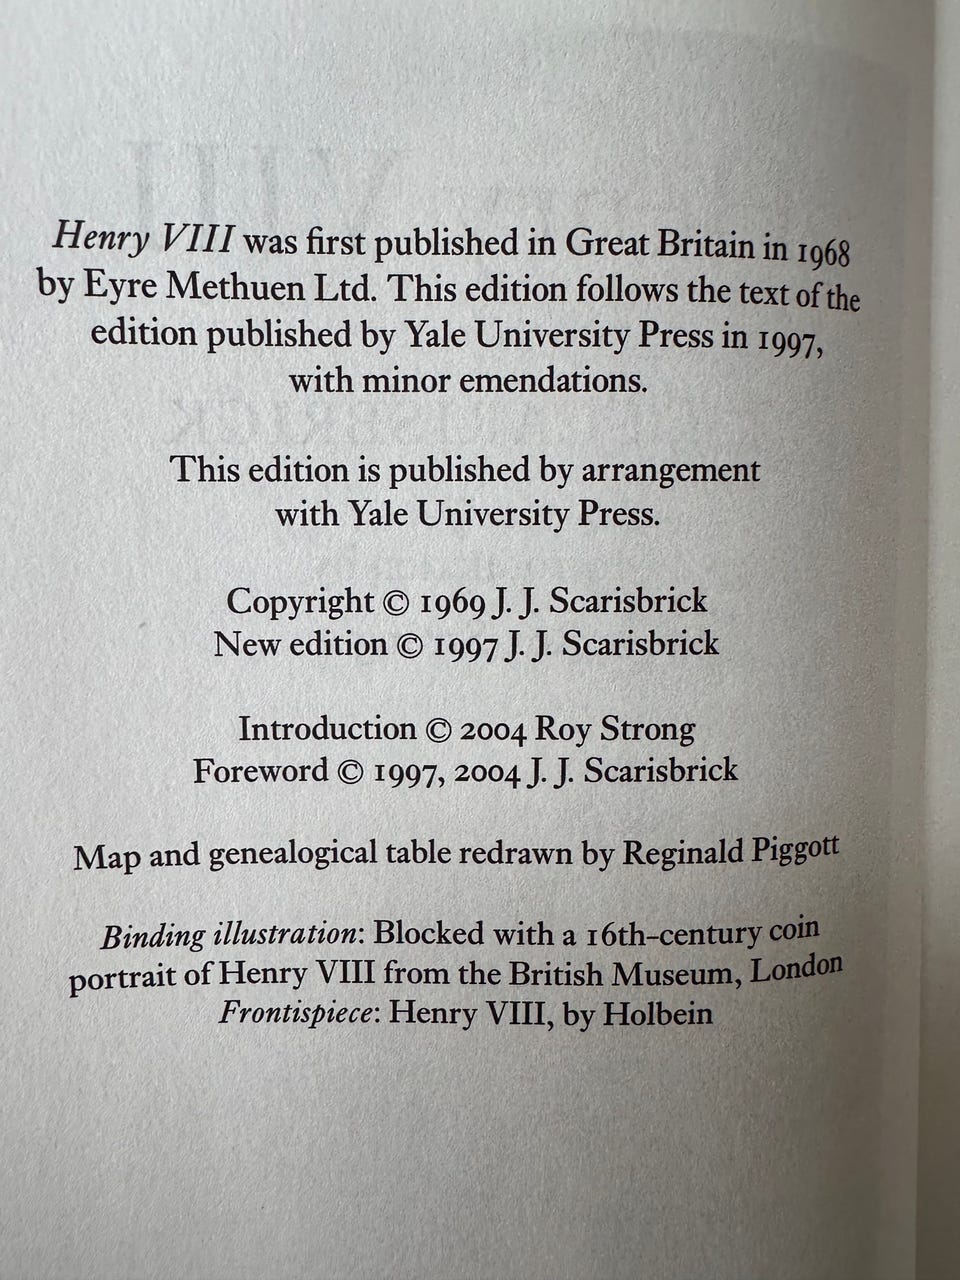 Henry VIII was first published in Great Britain in 1968
by Eyre Methuen Ltd. This edition follows the text of the
edition published by Yale University Press in 1997,
with minor emendations.
This edition is published by arrangement
with Yale University Press.
Copyright © 1969 J. J. Scarisbrick
New edition © 1997 J. J. Scarisbrick
Introduction © 2004 Roy Strong
Foreword © 1997, 2004 J. J. Scarisbrick
Map and genealogical table redrawn by Reginald Piggott
Binding illustration: Blocked with a 16th-century coin
portrait of Henry VIII from the British Museum, London
Frontispiece: Henry VIII, by Holbein